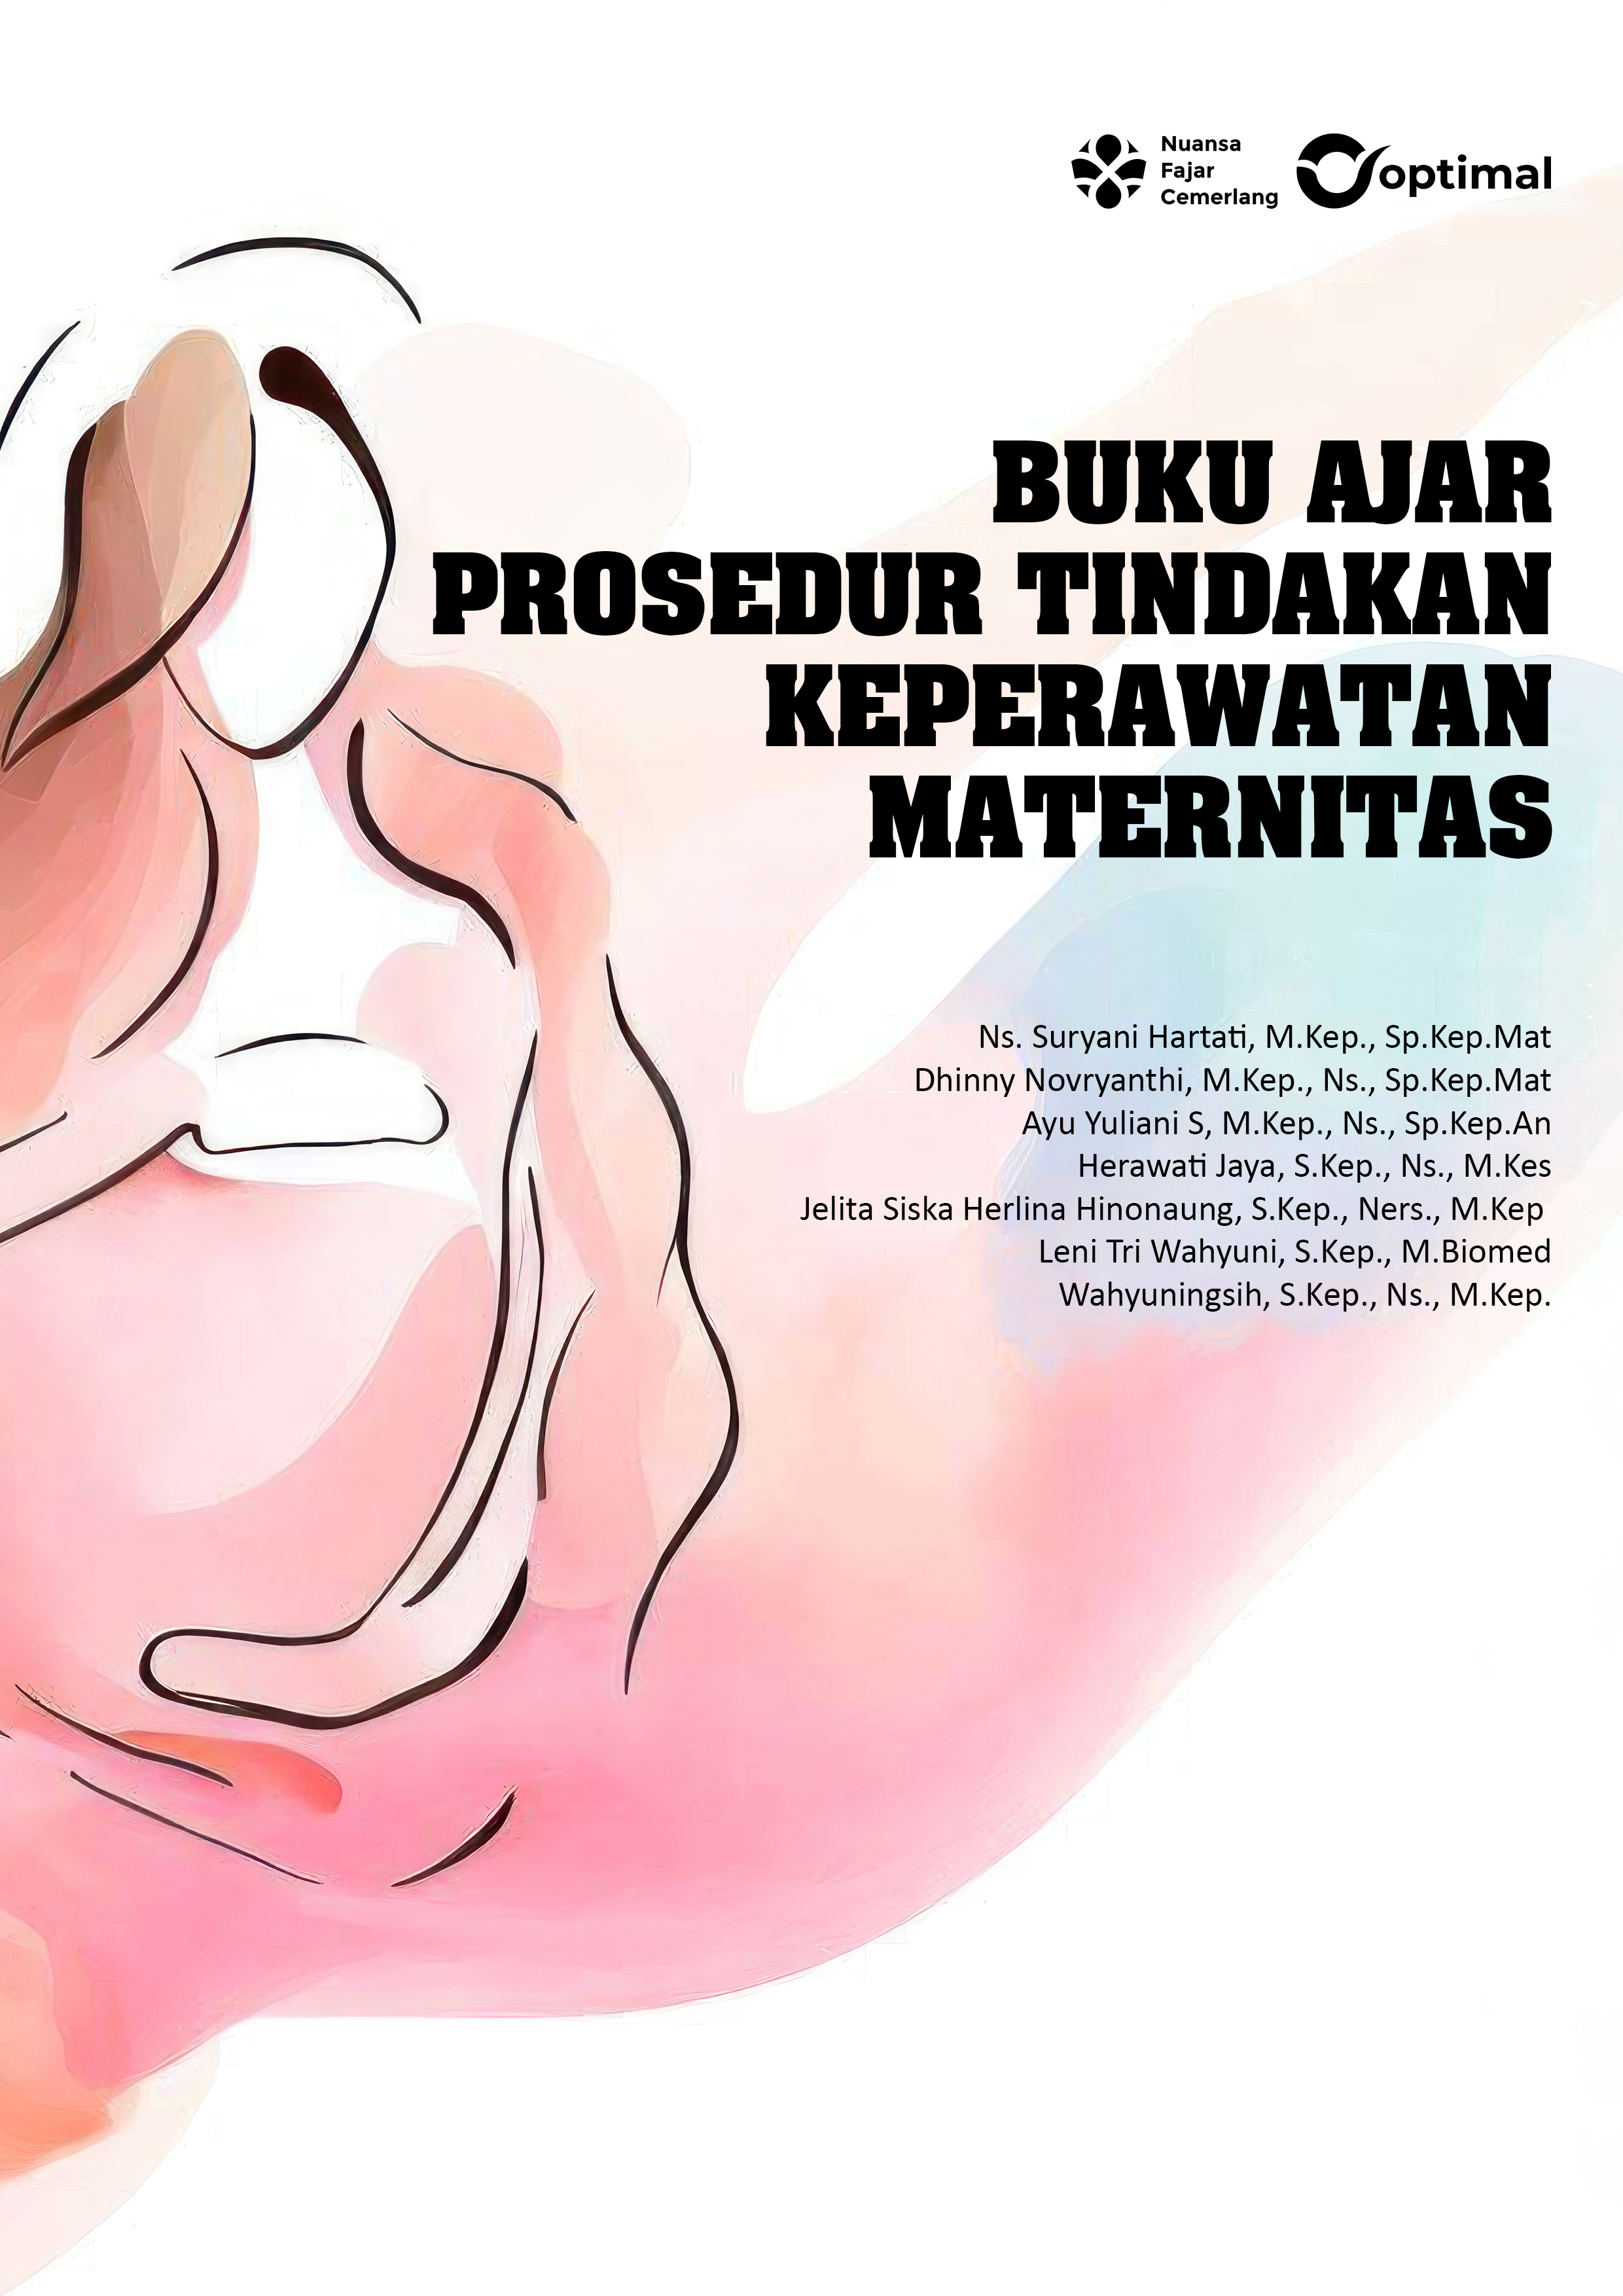 Nuansa
Fajar
Cemerlang
optimal
BUKU AJAR
PROSEDUR TINDAKAN
KEPERAWATAN
MATERNITAS
Ns. Suryani Hartati, M.Kep., Sp.Kep.Mat
Dhinny Novryanthi, M.Kep., Ns., Sp.Kep.Mat
Ayu Yuliani S, M.Kep., Ns., Sp.Kep.An
Herawati Jaya, S.Kep., Ns., M.Kes
Jelita Siska Herlina Hinonaung, S.Kep., Ners., M.Kep
Leni Tri Wahyuni, S.Kep., M.Biomed
Wahyuningsih, S.Kep., Ns., M.Kep.